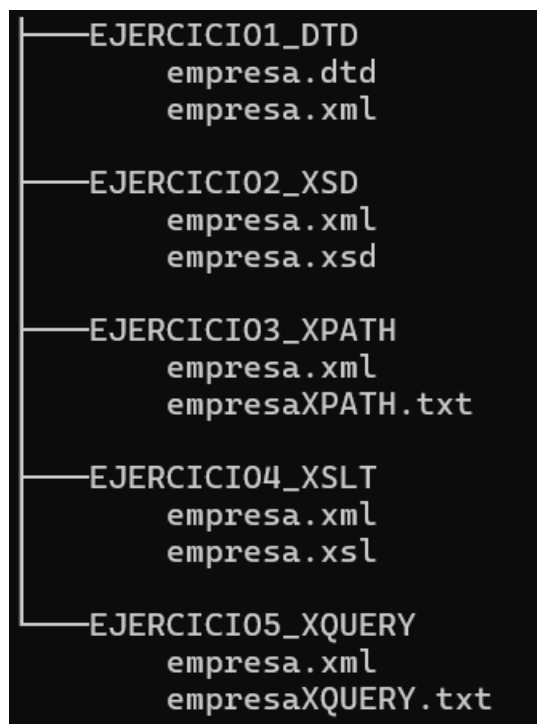 EJERCICIO1_DTD
empresa.dtd
empresa.xml
EJERCICIO2_XSD
empresa.xml
empresa.xsd
EJERCICIO3_XPATH
empresa.xml
empresaXPATH.txt
EJERCICIO4_XSLT
empresa.xml
empresa.xsl
EJERCICIO5_XQUERY
empresa.xml
empresaXQUERY.txt